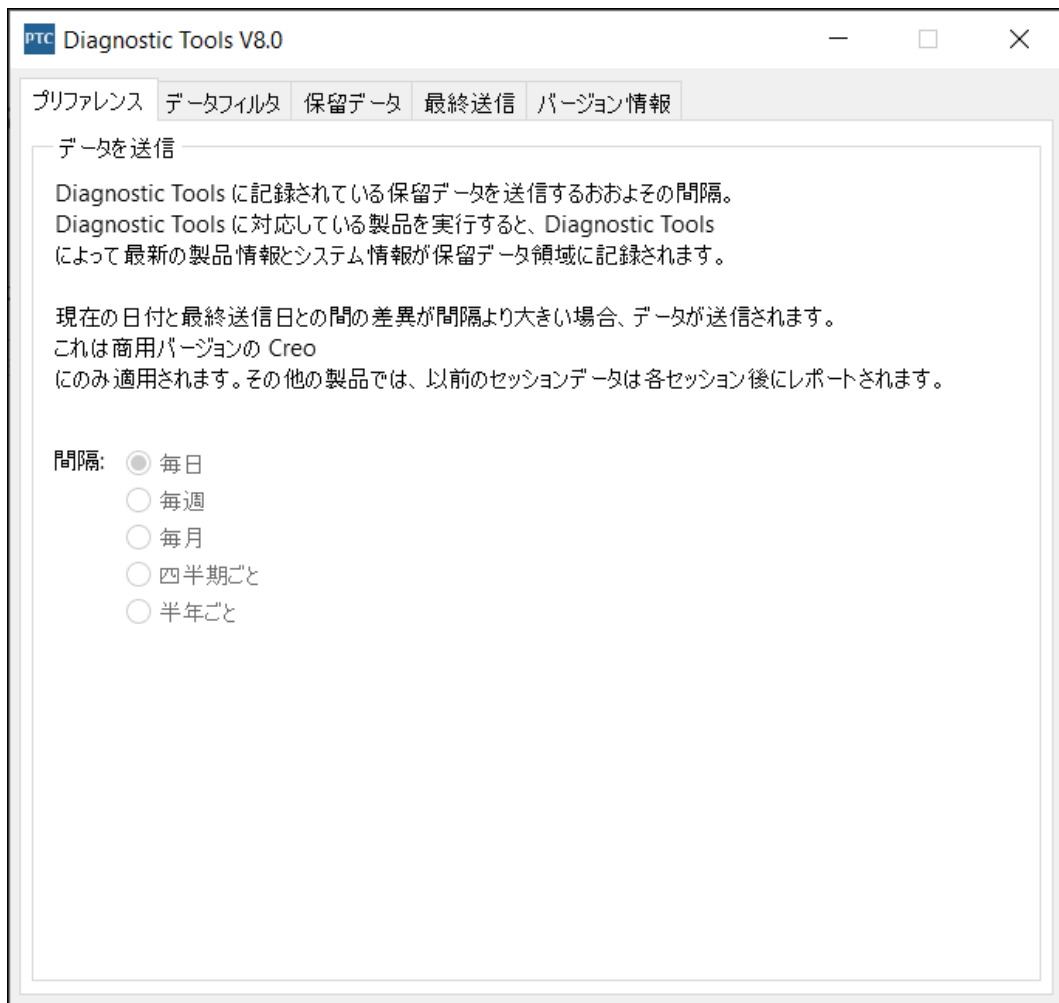 PTC Diagnostic Tools V8.0
プリファレンス データフィルタ 保留データ 最終送信 バージョン情報
データを送信
Diagnostic Tools に記録されている保留データを送信するおおよその間隔。
Diagnostic Tools に対応している製品を実行すると、Diagnostic Tools
によって最新の製品情報とシステム情報が保留データ領域に記録されます。
現在の日付と最終送信日との間の差異が間隔より大きい場合、データが送信されます。
これは商用バージョンの Creo
にのみ適用されます。その他の製品では、以前のセッションデータは各セッション後にレポートされます。
間隔: 毎日
毎週
毎月
四半期ごと
半年ごと